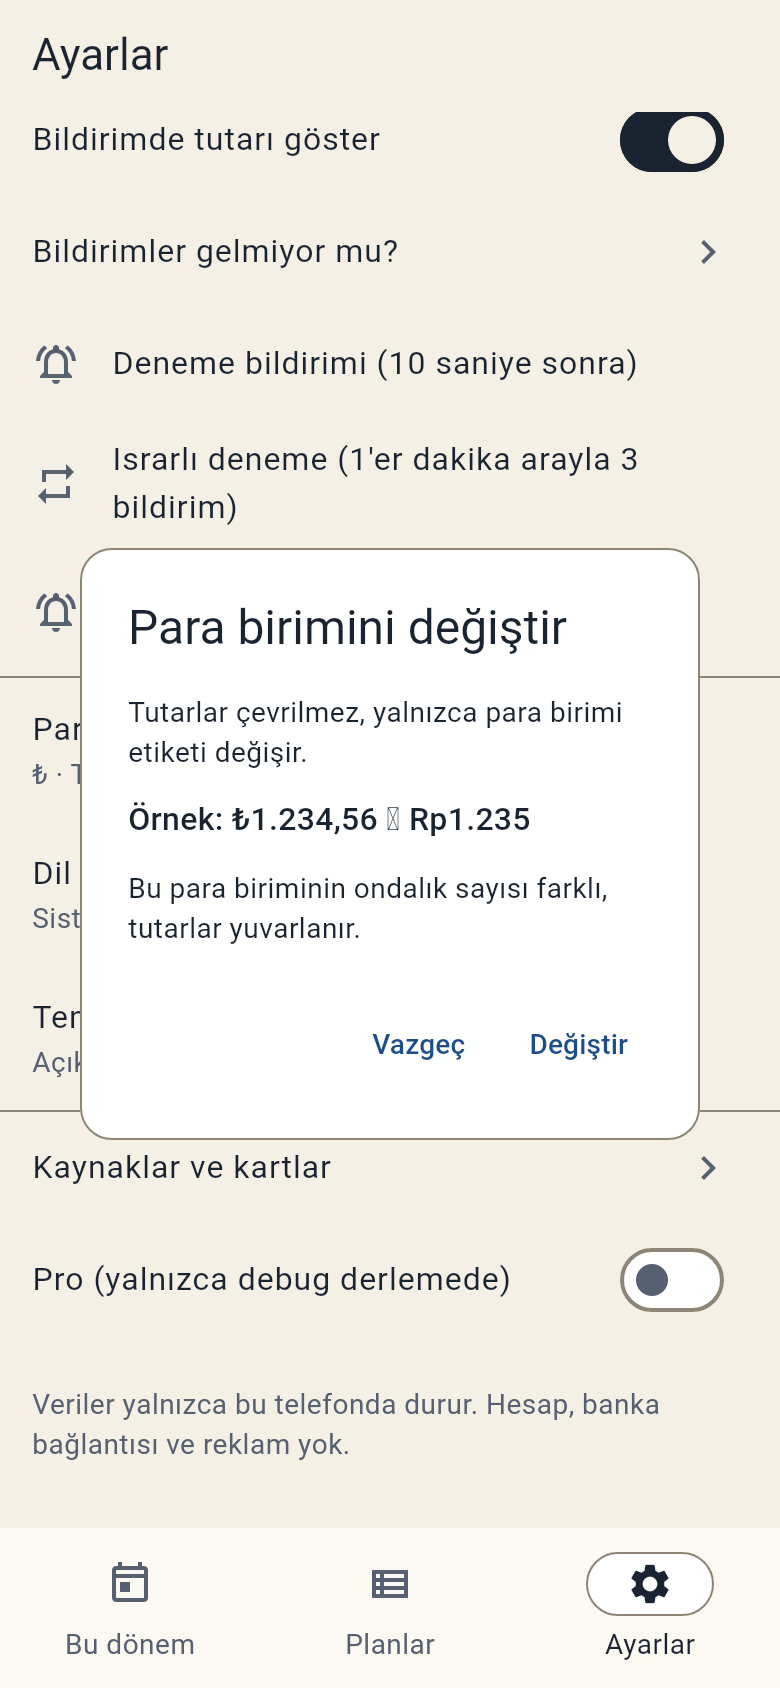 Ayarlar
Bildirimde tutarı göster
Bildirimler gelmiyor mu?
Deneme bildirimi (10 saniye sonra)
Israrlı deneme (1'er dakika arayla 3
bildirim)
Para birimini değiştir
Tutarlar çevrilmez, yalnızca para birimi
etiketi değişir.
Örnek: ₺1.234,56 Rp1.235
Bu para biriminin ondalık sayısı farklı,
tutarlar yuvarlanır.
Vazgeç Değiştir
Dil
Kaynaklar ve kartlar
Pro (yalnızca debug derlemede)
Veriler yalnızca bu telefonda durur. Hesap, banka
bağlantısı ve reklam yok.
Bu dönem Planlar Ayarlar